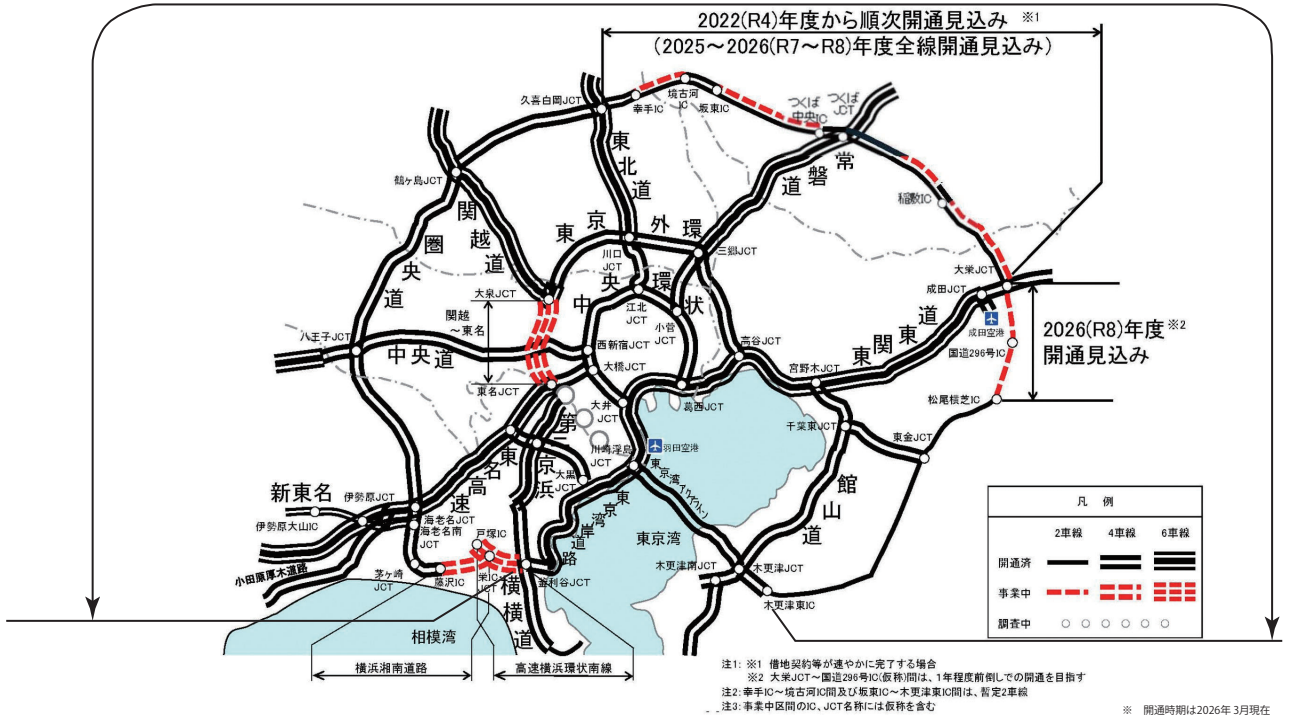 2022(R4)年度から順次開通見込み ※1
(2025～2026(R7～R8)年度全線開通見込み)
久喜白岡JCT
幸手IC
境古河
IC
坂東IC
つくば
中央IC
つくば
JCT
東北道
常磐道
鶴ヶ島JCT
関越道
圏央道
東京外環
川口
JCT
三郷JCT
稲敷IC
大栄JCT
成田JCT
成田空港
国道296号IC
松尾横芝IC
2026(R8)年度 ※2
開通見込み
大泉JCT
関越
～東名
中央環状
江北
JCT
小菅
JCT
八王子JCT
中央道
西新宿JCT
大橋JCT
高谷JCT
東関東道
宮野木JCT
東名JCT
大井
JCT
葛西JCT
千葉東JCT
東金JCT
第三京浜
川崎浮島
JCT
羽田空港
東名高速
大黒JCT
東京湾岸道路
東京湾アクアライン
館山道
新東名
伊勢原JCT
伊勢原大山IC
海老名JCT
海老名南
JCT
戸塚IC
東京湾
小田原厚木道路
茅ヶ崎
JCT
藤沢IC
栄IC
JCT
釜利谷JCT
横横道
木更津南JCT
木更津JCT
木更津東IC
相模湾
横浜湘南道路
高速横浜環状南線
凡 例
2車線 4車線 6車線
開通済
事業中
調査中
注1: ※1 借地契約等が速やかに完了する場合
※2 大栄JCT～国道296号IC(仮称)間は、1年程度前倒しでの開通を目指す
注2: 幸手IC～境古河IC間及び坂東IC～木更津東IC間は、暫定2車線
注3: 事業中区間のIC、JCT名称には仮称を含む
※ 開通時期は2026年 3月現在